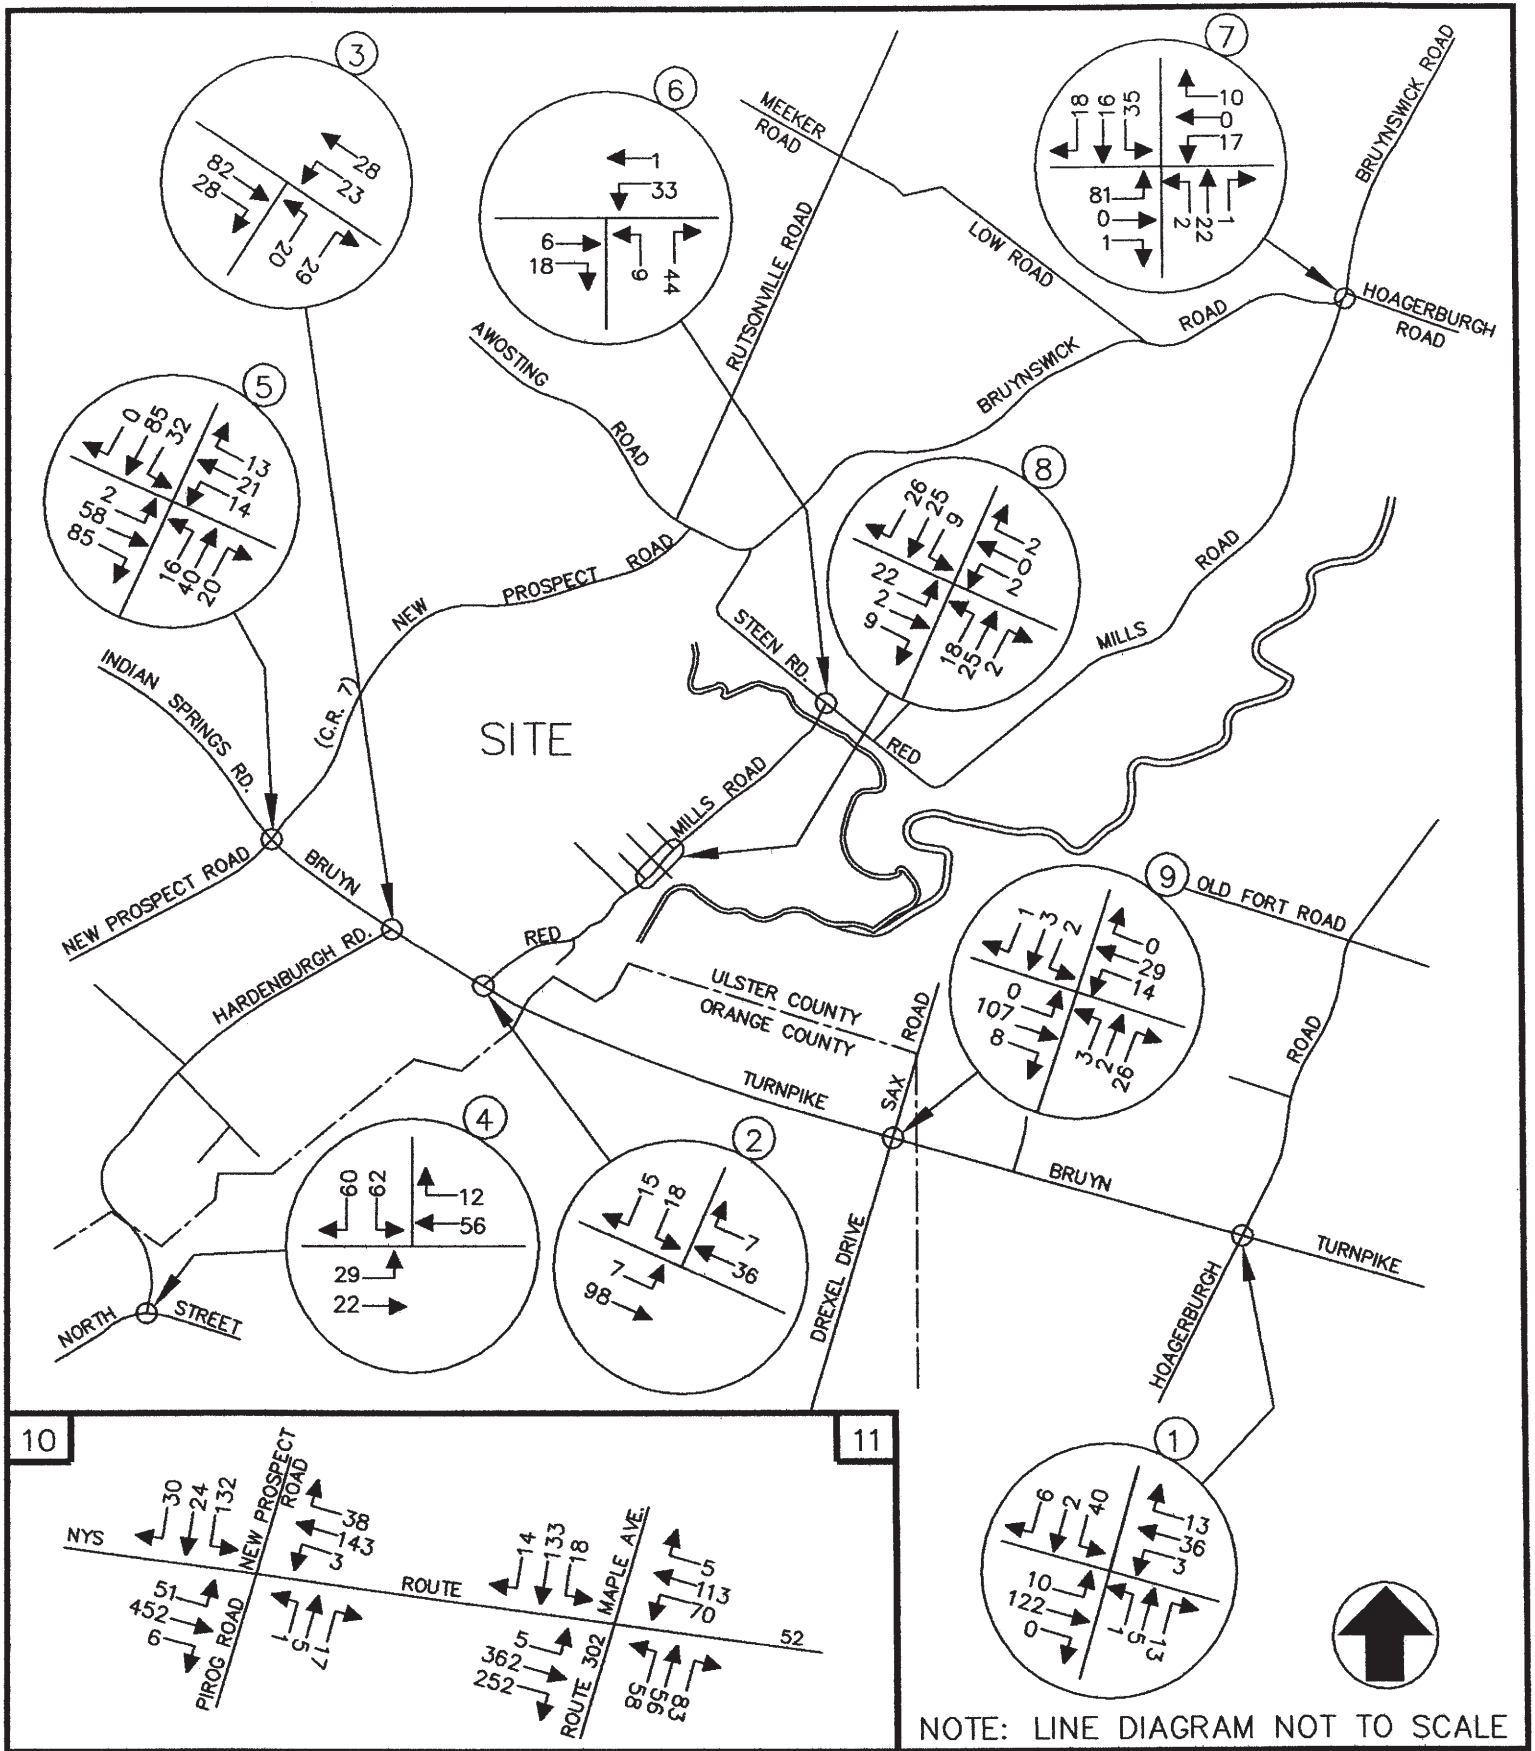 3
28
23
82
28
20
29
6
1
33
6
18
9
44
7
18
16
35
10
0
17
81
0
1
2
22
1
MEEKER
ROAD
RUTSONVILLE ROAD
LOW ROAD
BRUYNSWICK ROAD
HOAGERBURGH
ROAD
BRUYNSWICK
ROAD
AWOSTING
ROAD
5
0
85
32
13
21
14
2
58
85
16
40
20
8
26
25
9
2
0
2
22
2
9
18
25
2
NEW
PROSPECT
ROAD
(C.R. 7)
INDIAN SPRINGS RD.
STEEN RD.
RED
MILLS
ROAD
SITE
MILLS ROAD
RED
NEW PROSPECT ROAD
BRUYN
HARDENBURGH RD.
TURNPIKE
ULSTER COUNTY
ORANGE COUNTY
SAX
ROAD
9
1
3
2
0
29
14
0
107
8
3
2
26
OLD FORT ROAD
ROAD
BRUYN
TURNPIKE
HOAGERBURGH
DREXEL DRIVE
4
60
62
12
56
29
22
2
15
18
7
36
7
98
NORTH
STREET
1
6
2
40
13
36
3
10
122
0
1
5
13
10
11
NYS
ROUTE
52
NEW PROSPECT
ROAD
PIROG ROAD
30
24
132
38
143
3
51
452
6
1
5
17
MAPLE AVE.
ROUTE 302
14
133
18
5
113
70
5
362
252
58
56
83
NOTE: LINE DIAGRAM NOT TO SCALE